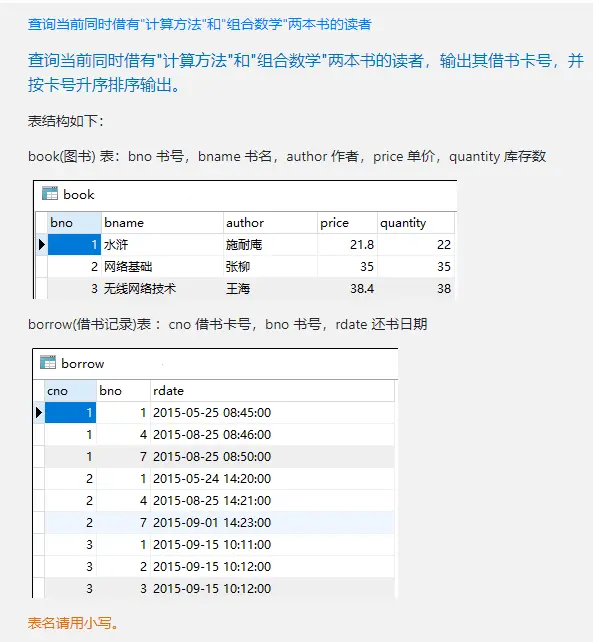 查询当前同时借有"计算方法"和"组合数学"两本书的读者
查询当前同时借有"计算方法"和"组合数学"两本书的读者，输出其借书卡号，并
按卡号升序排序输出。
表结构如下：
book(图书) 表：bno 书号，bname 书名，author 作者，price 单价，quantity 库存数
book
bno bname author price quantity
1 水浒 施耐庵 21.8 22
2 网络基础 张柳 35 35
3 无线网络技术 王海 38.4 38
borrow(借书记录)表 ：cno 借书卡号，bno 书号，rdate 还书日期
borrow
cno bno rdate
1 1 2015-05-25 08:45:00
1 4 2015-08-25 08:46:00
1 7 2015-08-25 08:50:00
2 1 2015-05-24 14:20:00
2 4 2015-08-25 14:21:00
2 7 2015-09-01 14:23:00
3 1 2015-09-15 10:11:00
3 2 2015-09-15 10:12:00
3 3 2015-09-15 10:12:00
表名请用小写。